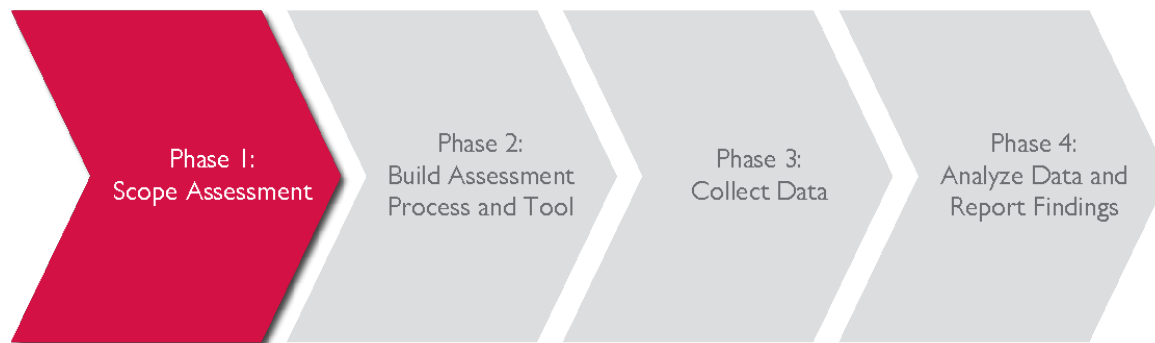 Phase 1:
Scope Assessment
Phase 2:
Build Assessment
Process and Tool
Phase 3:
Collect Data
Phase 4:
Analyze Data and
Report Findings